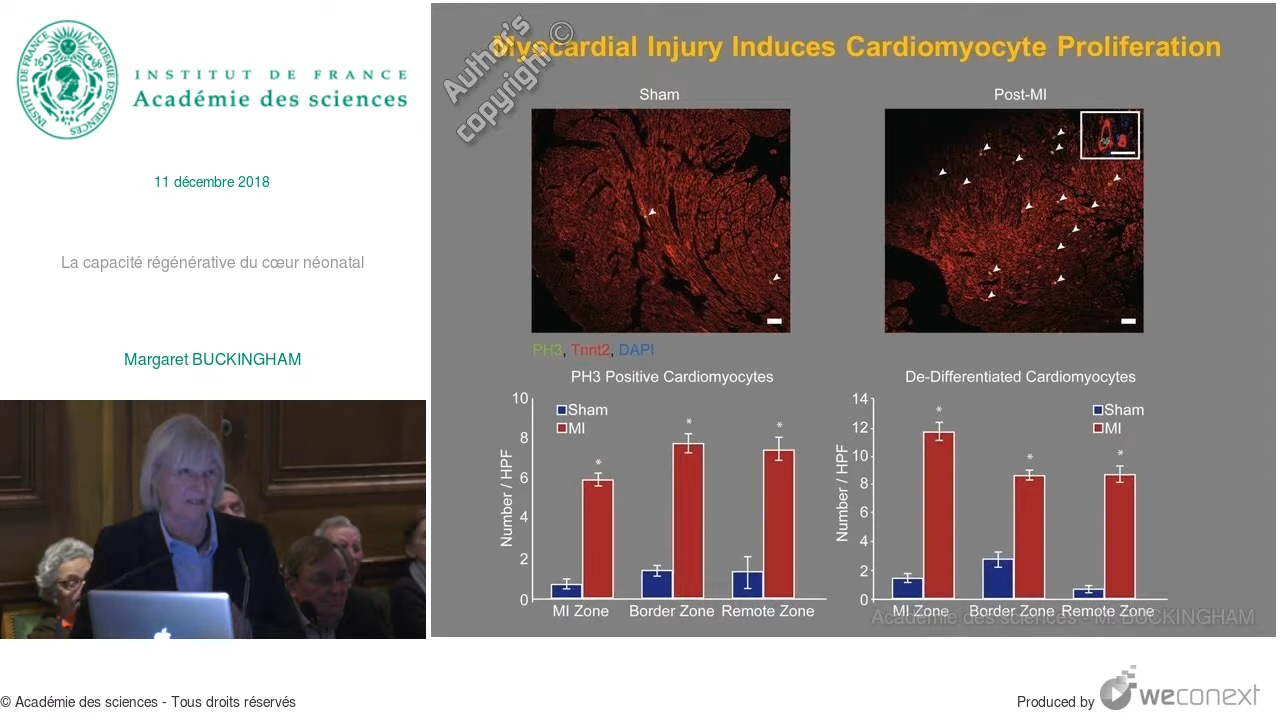 INSTITUT DE FRANCE
Académie des sciences
11 décembre 2018
La capacité régénérative du cœur néonatal
Margaret BUCKINGHAM
Author's
copyright ©
Myocardial Injury Induces Cardiomyocyte Proliferation
Sham
Post-MI
PH3, Tnnt2, DAPI
PH3 Positive Cardiomyocytes
Number / HPF
10
8
6
4
2
0
Sham
MI
*
*
*
MI Zone Border Zone Remote Zone
De-Differentiated Cardiomyocytes
Number / HPF
14
12
10
8
6
4
2
0
Sham
MI
*
*
*
MI Zone Border Zone Remote Zone
Académie des sciences - M. BUCKINGHAM
© Académie des sciences - Tous droits réservés
Produced by weconext